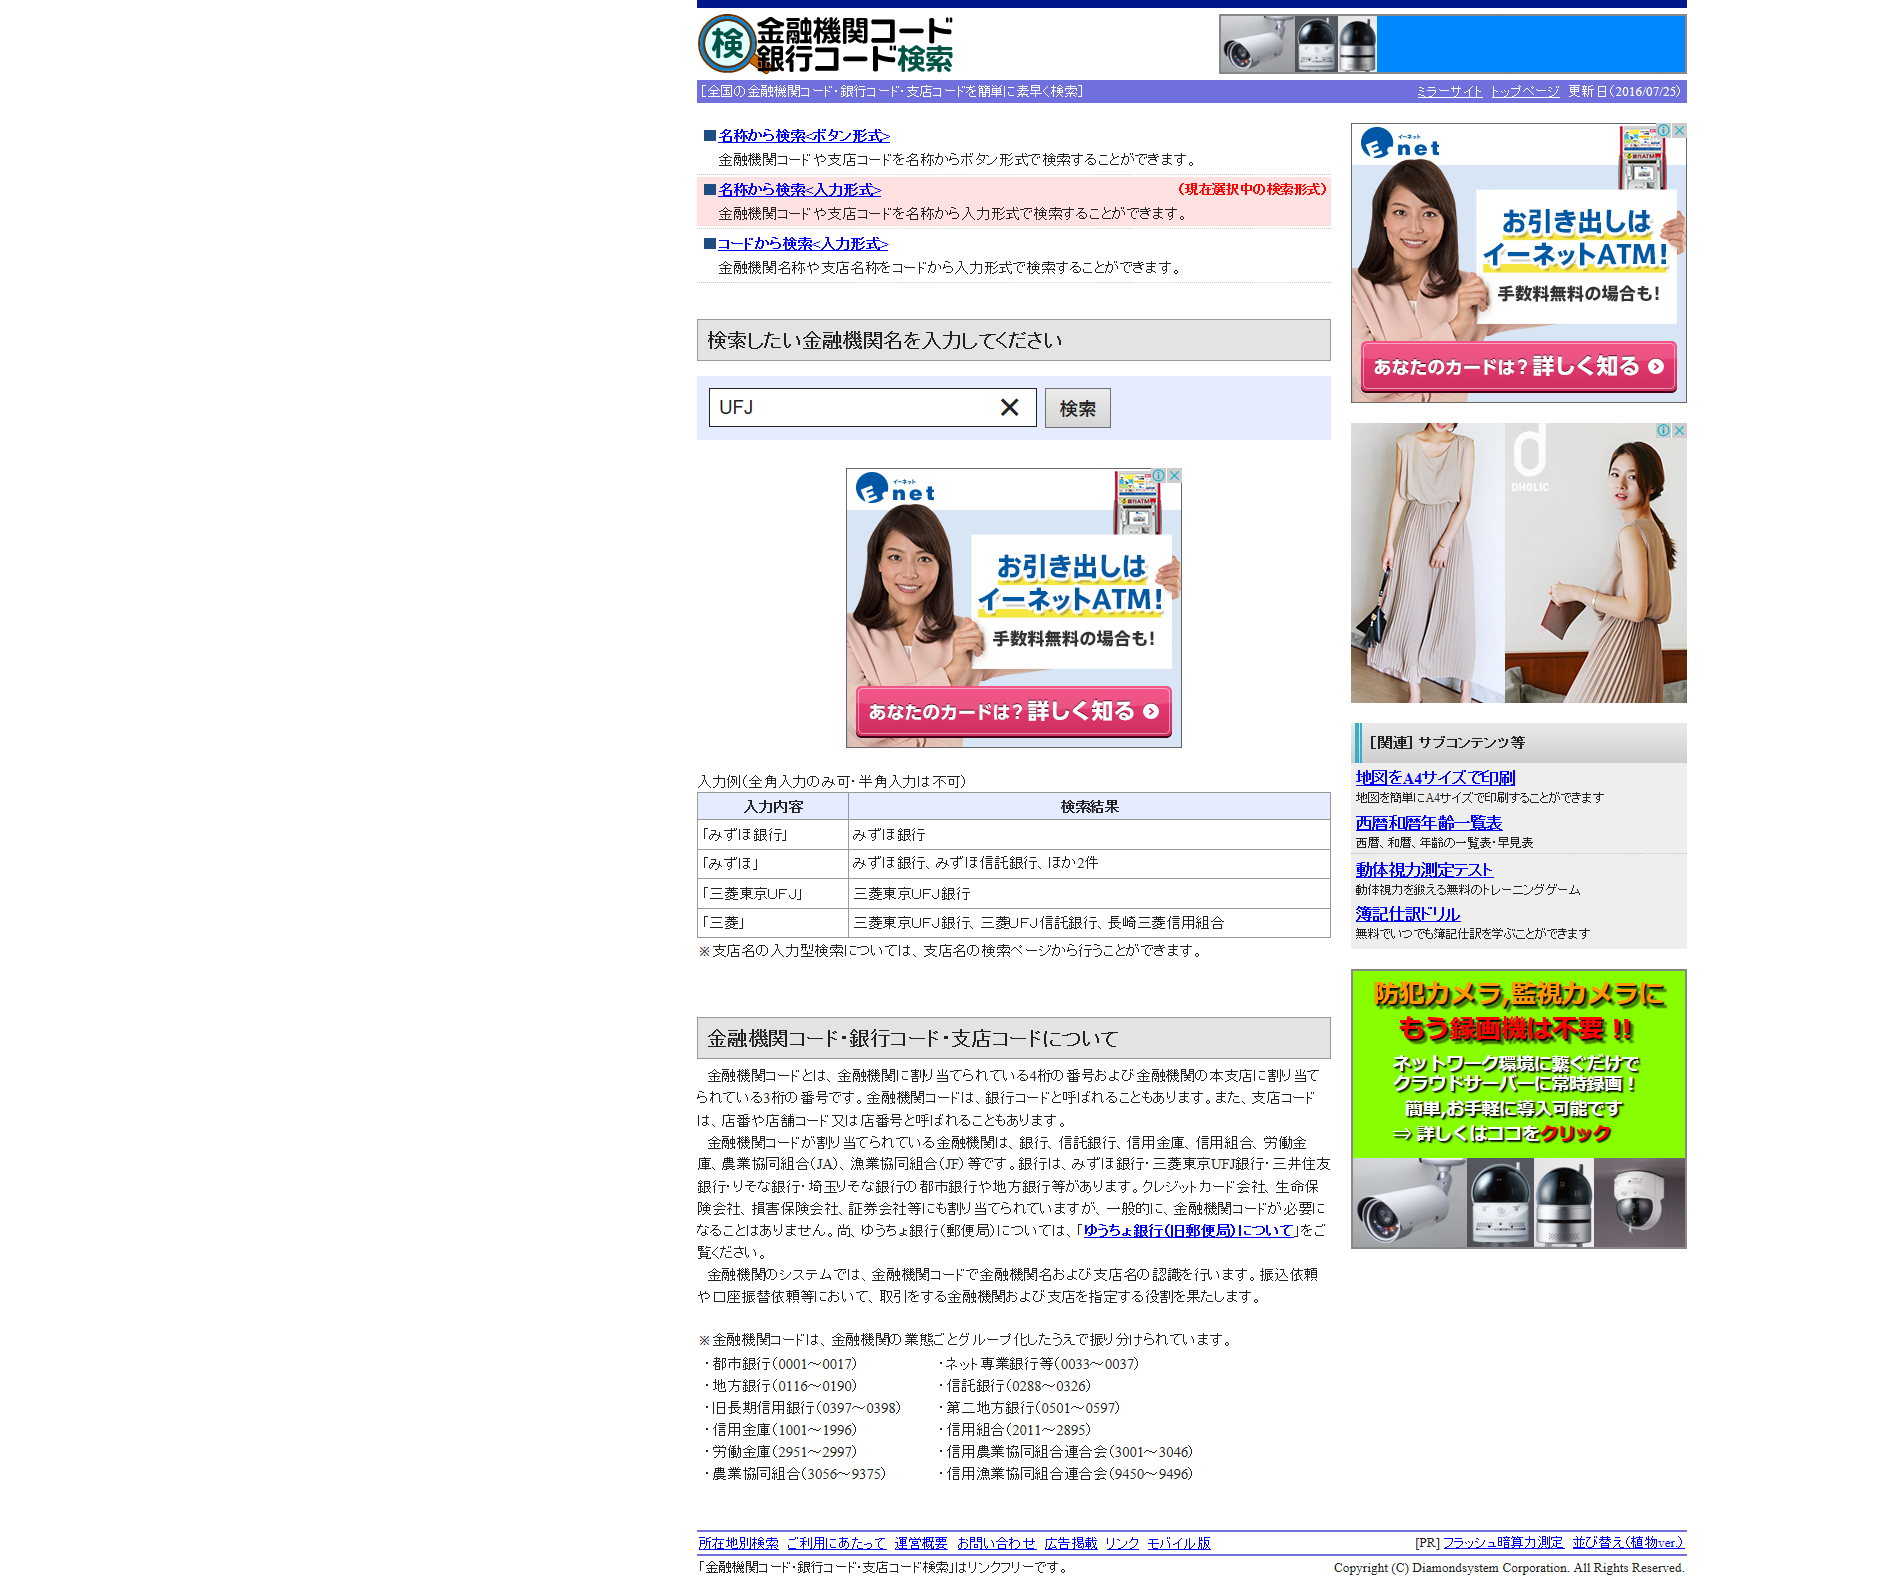 検
金融機関コード
銀行コード検索
［全国の金融機関コード・銀行コード・支店コードを簡単に素早く検索］
ミラーサイト トップページ 更新日（2016/07/25）
■名称から検索<ボタン形式>
金融機関コードや支店コードを名称からボタン形式で検索することができます。
■名称から検索<入力形式> （現在選択中の検索形式）
金融機関コードや支店コードを名称から入力形式で検索することができます。
■コードから検索<入力形式>
金融機関名称や支店名称をコードから入力形式で検索することができます。
検索したい金融機関名を入力してください
UFJ 検索
イーネット
E net
お引き出しは
イーネットATM!
手数料無料の場合も!
あなたのカードは？詳しく知る
入力例（全角入力のみ可・半角入力は不可）
入力内容 検索結果
「みずほ銀行」 みずほ銀行
「みずほ」 みずほ銀行、みずほ信託銀行、ほか2件
「三菱東京ＵＦＪ」 三菱東京ＵＦＪ銀行
「三菱」 三菱東京ＵＦＪ銀行、三菱ＵＦＪ信託銀行、長崎三菱信用組合
※支店名の入力型検索については、支店名の検索ページから行うことができます。
金融機関コード・銀行コード・支店コードについて
金融機関コードとは、金融機関に割り当てられている4桁の番号および金融機関の本支店に割り当て
られている3桁の番号です。金融機関コードは、銀行コードと呼ばれることもあります。また、支店コード
は、店番や店舗コード又は店番号と呼ばれることもあります。
金融機関コードが割り当てられている金融機関は、銀行、信託銀行、信用金庫、信用組合、労働金
庫、農業協同組合（JA）、漁業協同組合（JF）等です。銀行は、みずほ銀行・三菱東京UFJ銀行・三井住友
銀行・りそな銀行・埼玉りそな銀行の都市銀行や地方銀行等があります。クレジットカード会社、生命保
険会社、損害保険会社、証券会社等にも割り当てられていますが、一般的に、金融機関コードが必要に
なることはありません。尚、ゆうちょ銀行（郵便局）については、「ゆうちょ銀行（旧郵便局）について」をご
覧ください。
金融機関のシステムでは、金融機関コードで金融機関名および支店名の認識を行います。振込依頼
や口座振替依頼等において、取引をする金融機関および支店を指定する役割を果たします。
※金融機関コードは、金融機関の業態ごとグループ化したうえで振り分けられています。
・都市銀行（0001～0017） ・ネット専業銀行等（0033～0037）
・地方銀行（0116～0190） ・信託銀行（0288～0326）
・旧長期信用銀行（0397～0398） ・第二地方銀行（0501～0597）
・信用金庫（1001～1996） ・信用組合（2011～2895）
・労働金庫（2951～2997） ・信用農業協同組合連合会（3001～3046）
・農業協同組合（3056～9375） ・信用漁業協同組合連合会（9450～9496）
イーネット
E net
お引き出しは
イーネットATM!
手数料無料の場合も!
あなたのカードは？詳しく知る
d
DHOLIC
［関連］サブコンテンツ等
地図をA4サイズで印刷
地図を簡単にA4サイズで印刷することができます
西暦和暦年齢一覧表
西暦、和暦、年齢の一覧表・早見表
動体視力測定テスト
動体視力を鍛える無料のトレーニングゲーム
簿記仕訳ドリル
無料でいつでも簿記仕訳を学ぶことができます
防犯カメラ,監視カメラに
もう録画機は不要 !!
ネットワーク環境に繋ぐだけで
クラウドサーバーに常時録画！
簡単,お手軽に導入可能です
⇒ 詳しくはココをクリック
所在地別検索 ご利用にあたって 運営概要 お問い合わせ 広告掲載 リンク モバイル版
[PR] フラッシュ暗算力測定 並び替え（植物ver.）
「金融機関コード・銀行コード・支店コード検索」はリンクフリーです。
Copyright (C) Diamondsystem Corporation. All Rights Reserved.